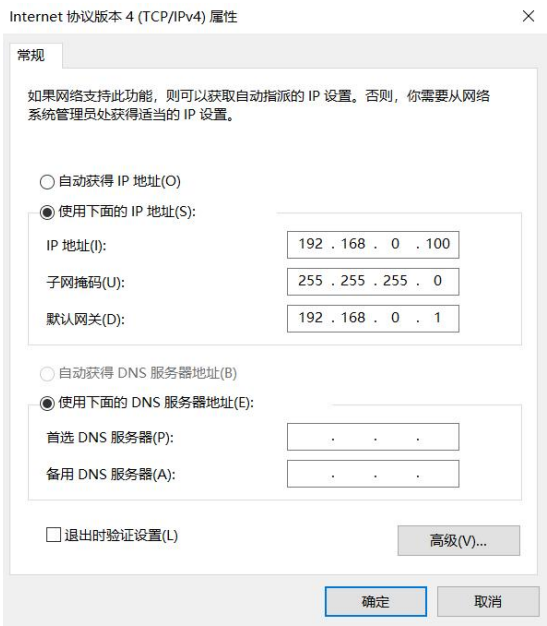 Internet 协议版本 4 (TCP/IPv4) 属性
常规
如果网络支持此功能，则可以获取自动指派的 IP 设置。否则，你需要从网络
系统管理员处获得适当的 IP 设置。
自动获得 IP 地址(O)
使用下面的 IP 地址(S):
IP 地址(I): 192 . 168 . 0 . 100
子网掩码(U): 255 . 255 . 255 . 0
默认网关(D): 192 . 168 . 0 . 1
自动获得 DNS 服务器地址(B)
使用下面的 DNS 服务器地址(E):
首选 DNS 服务器(P): . . .
备用 DNS 服务器(A): . . .
退出时验证设置(L)
高级(V)...
确定 取消